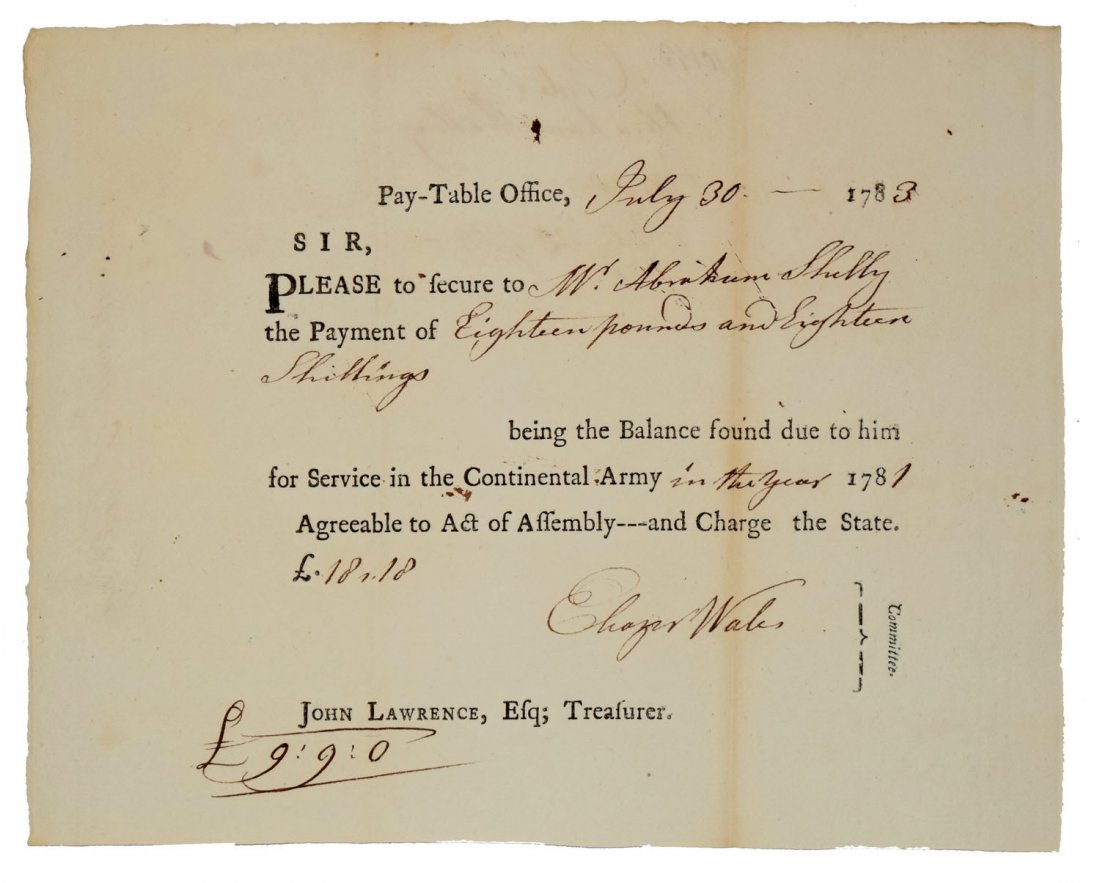 Pay-Table Office, July 30 — 1783
SIR,
PLEASE to ſecure to Mr. Abraham Shelly
the Payment of Eighteen pounds and Eighteen
Shillings
being the Balance found due to him
for Service in the Continental Army in the year 1781
Agreeable to Act of Aſſembly---and Charge the State.
£. 18 , 18
Eleazr Wales
Committee.
JOHN LAWRENCE, Eſq; Treaſurer.
£ 9:9:0